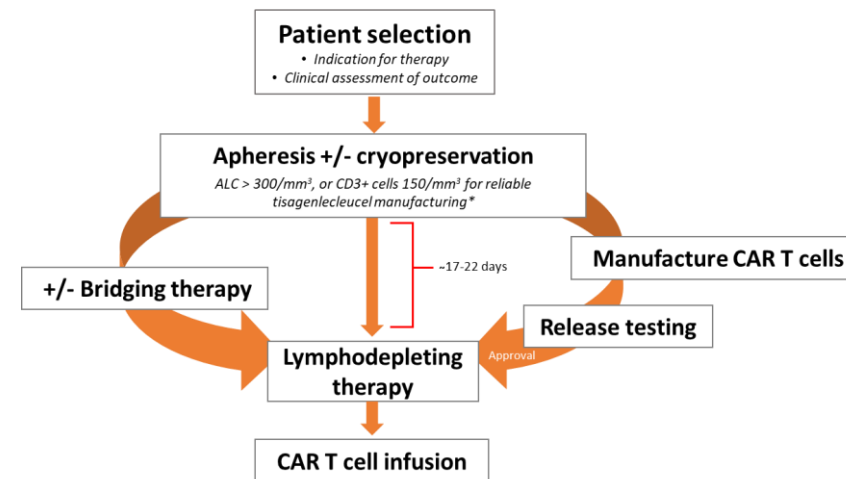 Patient selection
• Indication for therapy
• Clinical assessment of outcome
Apheresis +/- cryopreservation
ALC > 300/mm³, or CD3+ cells 150/mm³ for reliable
tisagenlecleucel manufacturing*
~17-22 days
Manufacture CAR T cells
+/- Bridging therapy
Release testing
Approval
Lymphodepleting
therapy
CAR T cell infusion